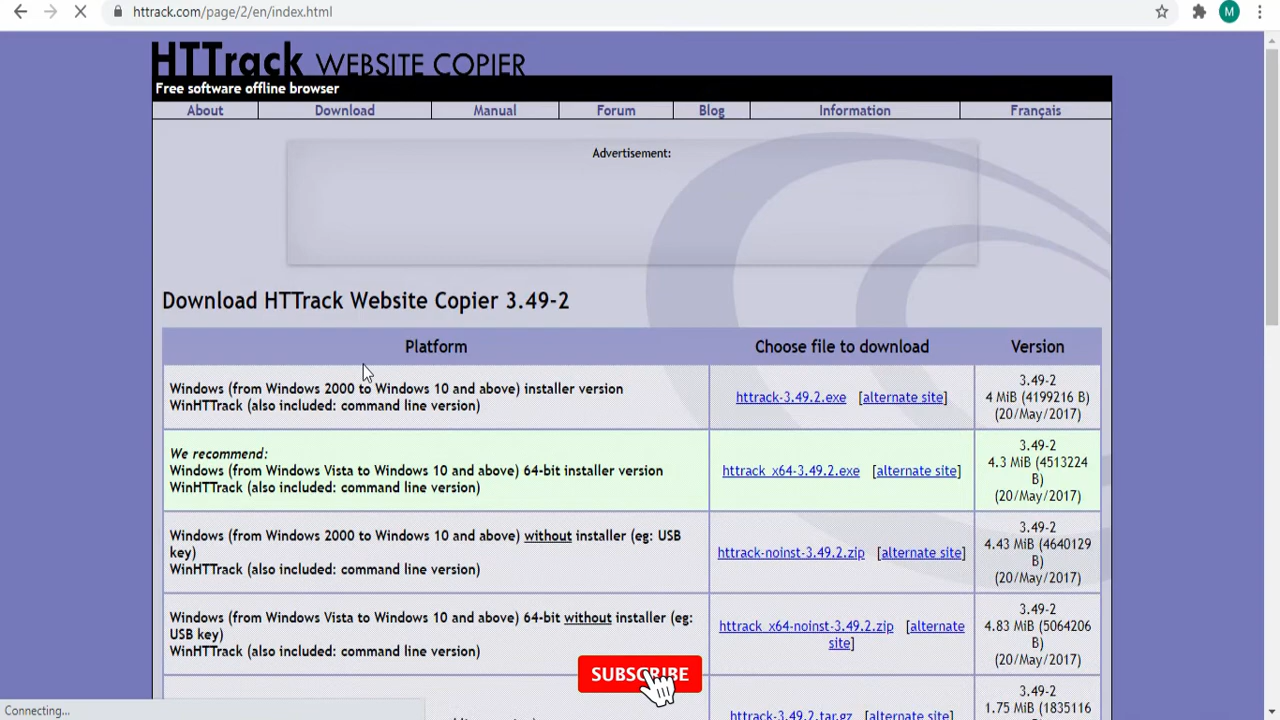 httrack.com/page/2/en/index.html
M
HTTrack WEBSITE COPIER
Free software offline browser
About Download Manual Forum Blog Information Français
Advertisement:
Download HTTrack Website Copier 3.49-2
Platform Choose file to download Version
Windows (from Windows 2000 to Windows 10 and above) installer version
WinHTTrack (also included: command line version)
httrack-3.49.2.exe [alternate site]
3.49-2
4 MiB (4199216 B)
(20/May/2017)
We recommend:
Windows (from Windows Vista to Windows 10 and above) 64-bit installer version
WinHTTrack (also included: command line version)
httrack_x64-3.49.2.exe [alternate site]
3.49-2
4.3 MiB (4513224
B)
(20/May/2017)
Windows (from Windows 2000 to Windows 10 and above) without installer (eg: USB
key)
WinHTTrack (also included: command line version)
httrack-noinst-3.49.2.zip [alternate site]
3.49-2
4.43 MiB (4640129
B)
(20/May/2017)
Windows (from Windows Vista to Windows 10 and above) 64-bit without installer (eg:
USB key)
WinHTTrack (also included: command line version)
httrack_x64-noinst-3.49.2.zip [alternate
site]
3.49-2
4.83 MiB (5064206
B)
(20/May/2017)
SUBSCRIBE
httrack-3.49.2.tar.gz [alternate site]
3.49-2
1.75 MiB (1835116
Connecting...